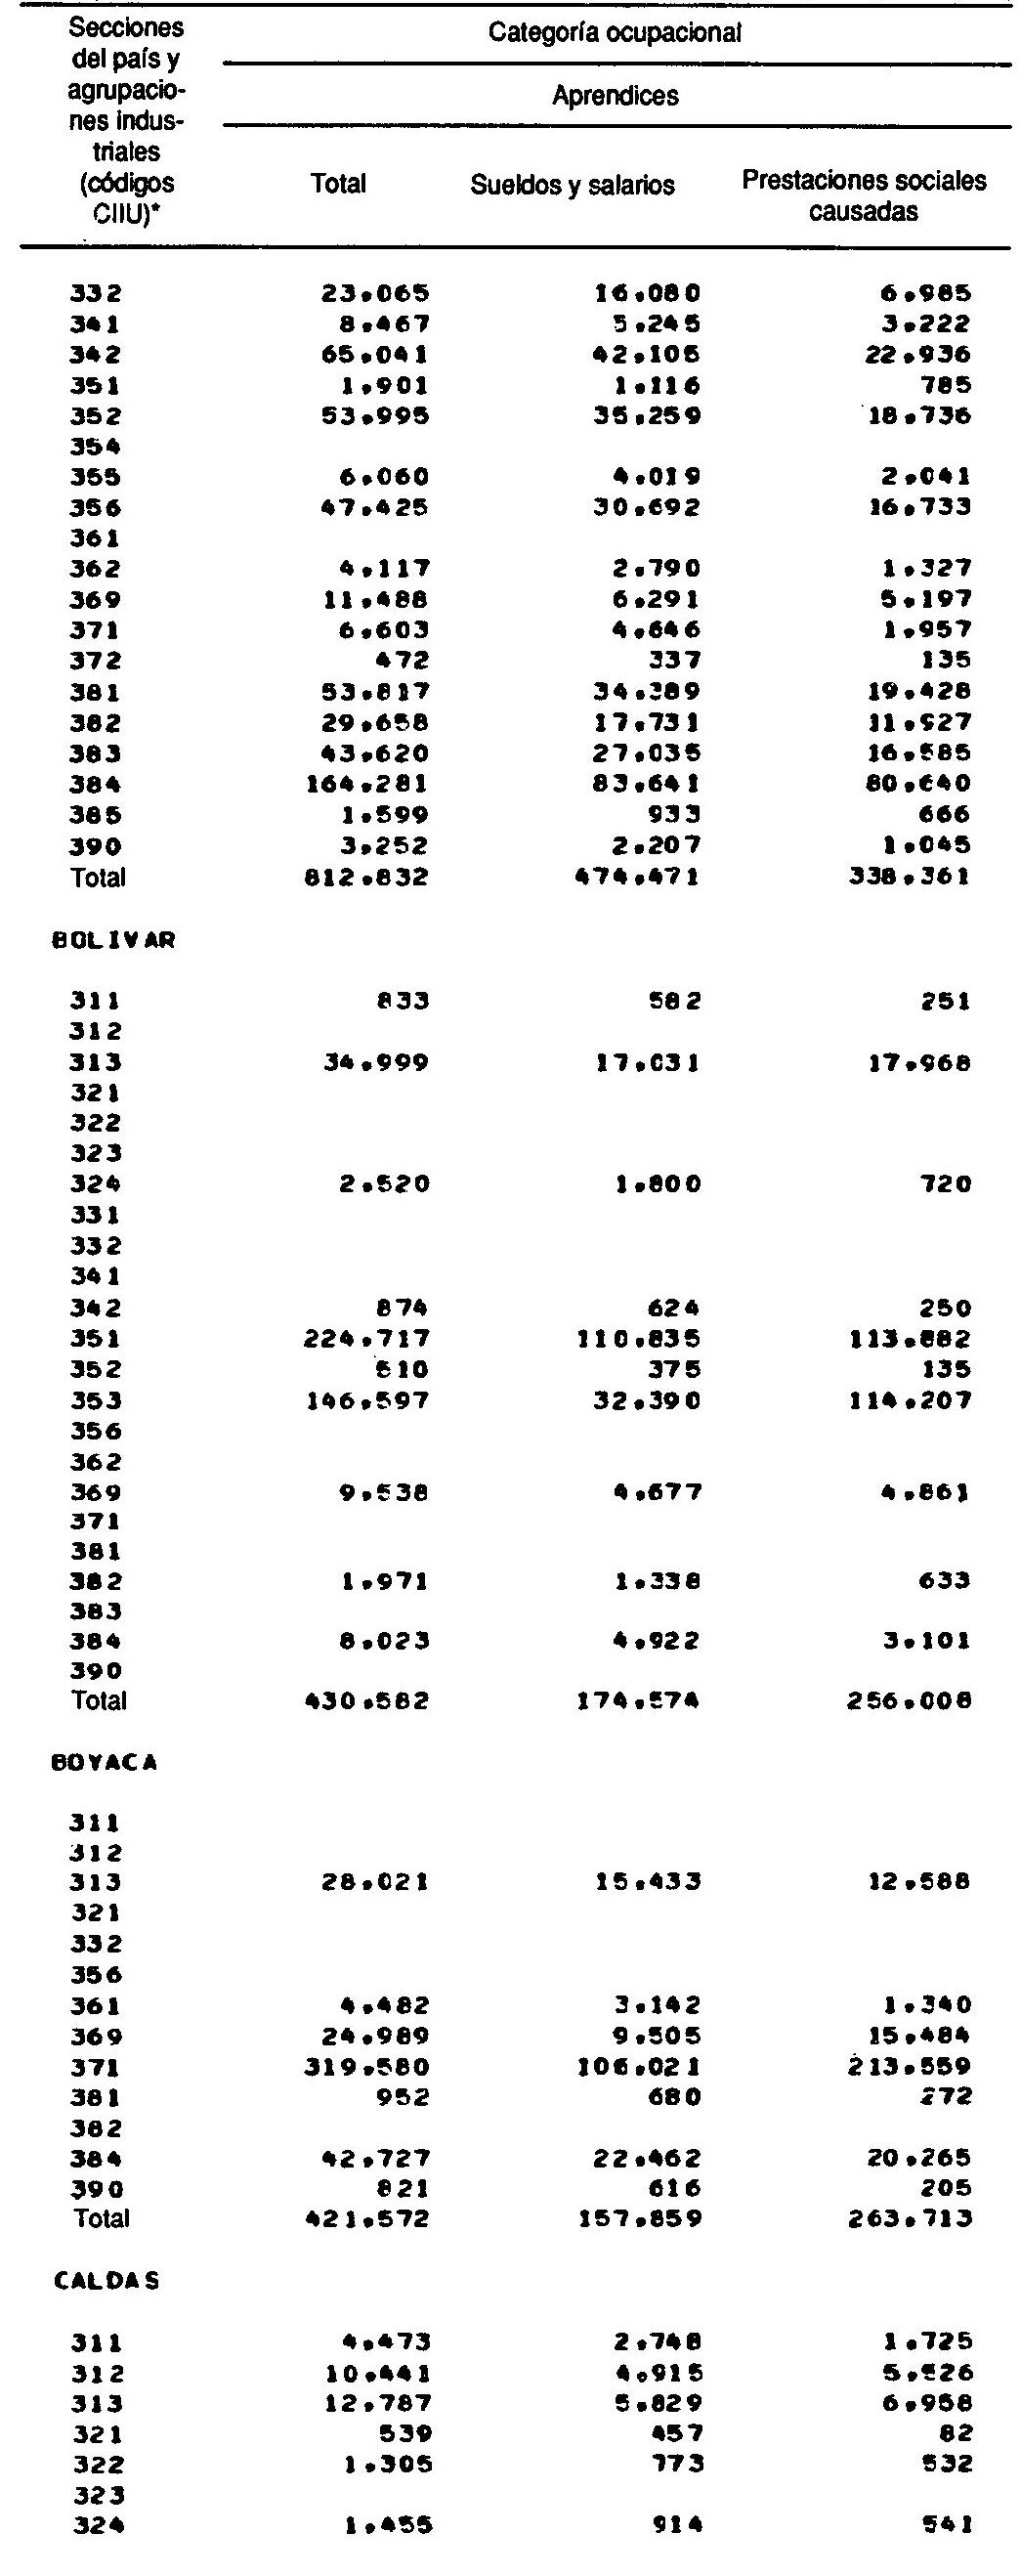 Secciones
del país y
agrupacio-
nes indus-
triales
(códigos
CIIU)*
Categoría ocupacional
Aprendices
Total Sueldos y salarios Prestaciones sociales
causadas
332 23.065 16.080 6.985
341 8.467 5.245 3.222
342 65.041 42.105 22.936
351 1.901 1.116 785
352 53.995 35.259 18.736
354
355 6.060 4.019 2.041
356 47.425 30.692 16.733
361
362 4.117 2.790 1.327
369 11.488 6.291 5.197
371 6.603 4.646 1.957
372 472 337 135
381 53.817 34.389 19.428
382 29.658 17.731 11.927
383 43.620 27.035 16.585
384 164.281 83.641 80.640
385 1.599 933 666
390 3.252 2.207 1.045
Total 812.832 474.471 338.361
BOLIVAR
311 833 582 251
312
313 34.999 17.031 17.968
321
322
323
324 2.520 1.800 720
331
332
341
342 874 624 250
351 224.717 110.835 113.882
352 510 375 135
353 146.597 32.390 114.207
356
362
369 9.538 4.677 4.861
371
381
382 1.971 1.338 633
383
384 8.023 4.922 3.101
390
Total 430.582 174.574 256.008
BOYACA
311
312
313 28.021 15.433 12.588
321
332
356
361 4.482 3.142 1.340
369 24.989 9.505 15.484
371 319.580 106.021 213.559
381 952 680 272
382
384 42.727 22.462 20.265
390 821 616 205
Total 421.572 157.859 263.713
CALDAS
311 4.473 2.748 1.725
312 10.441 4.915 5.526
313 12.787 5.829 6.958
321 539 457 82
322 1.305 773 532
323
324 1.455 914 541